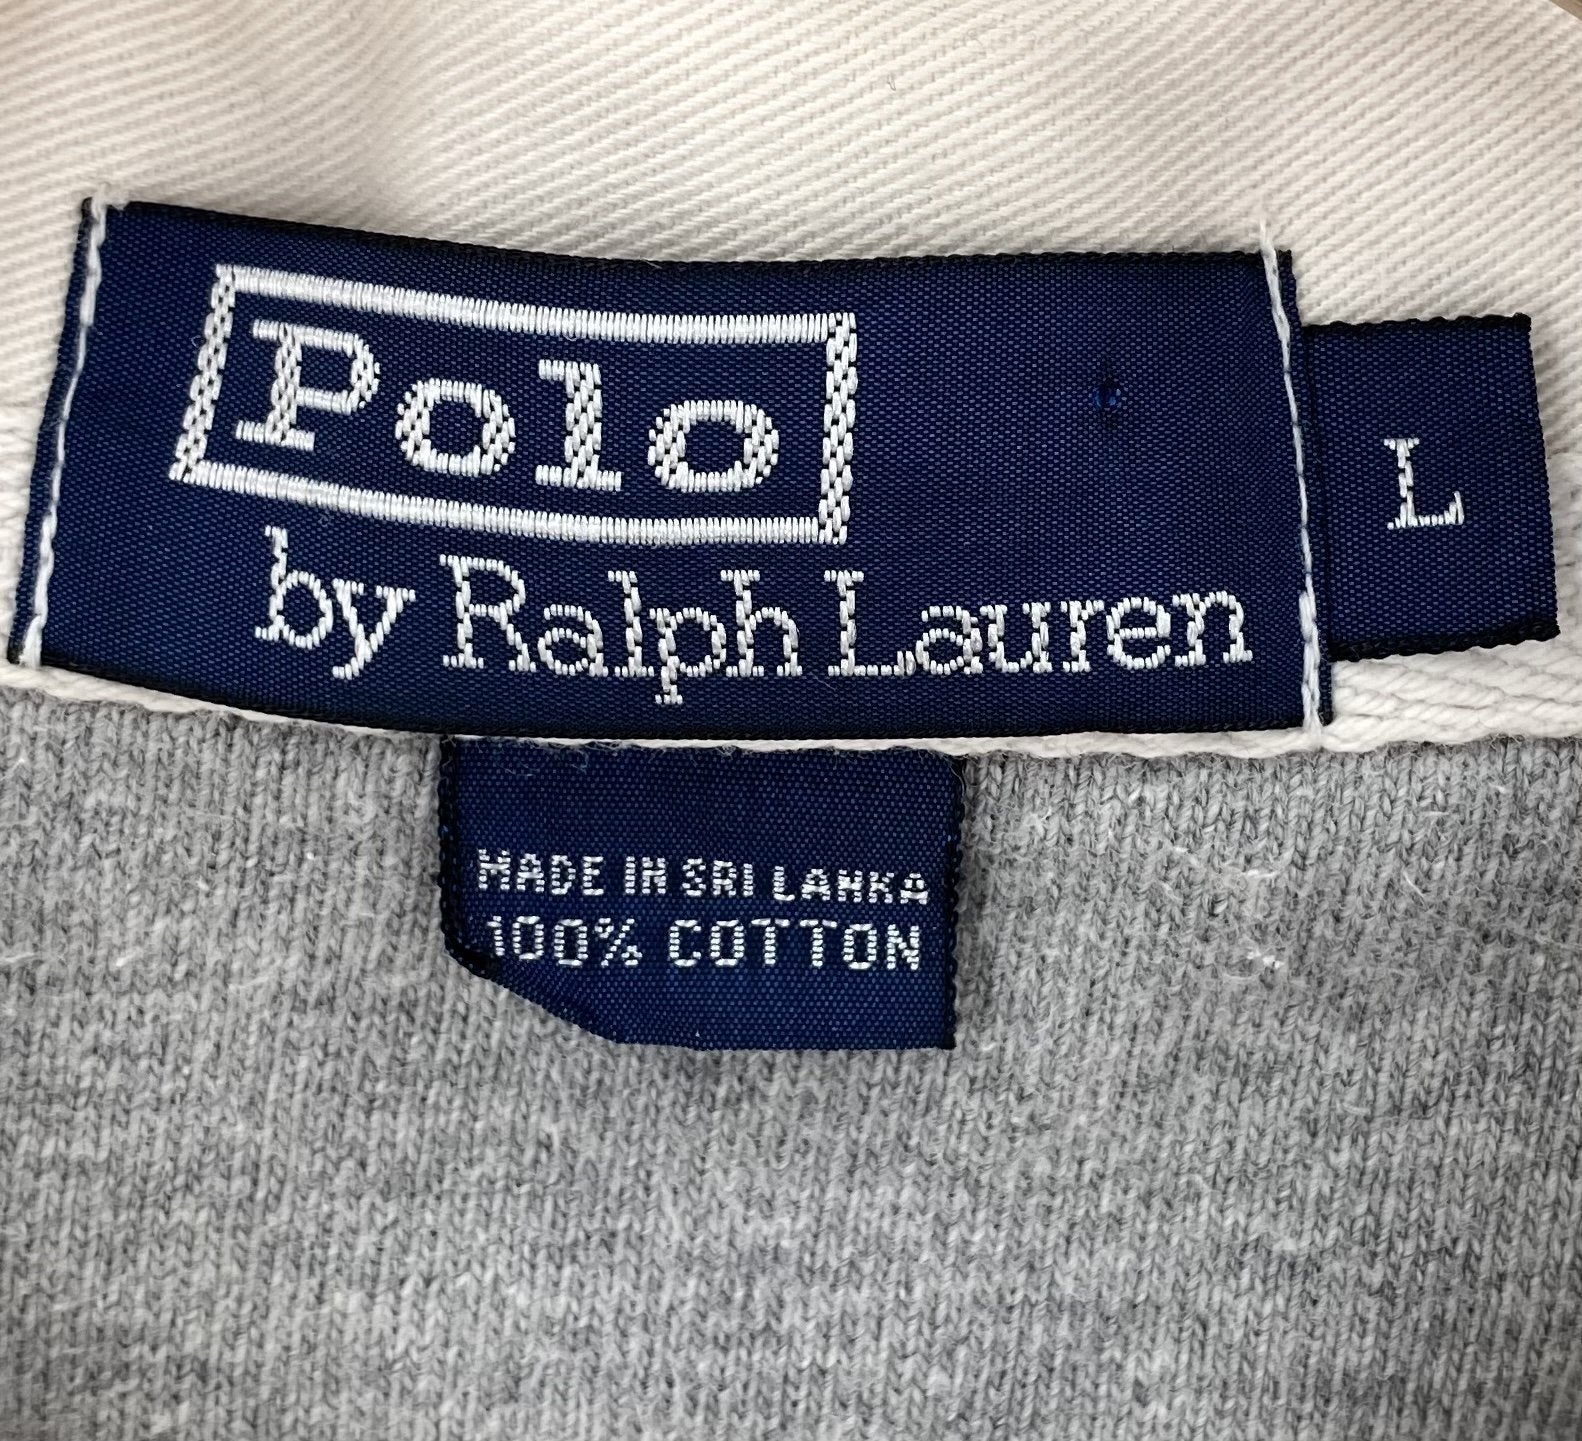 Polo
by Ralph Lauren
L
MADE IN SRI LANKA
100% COTTON